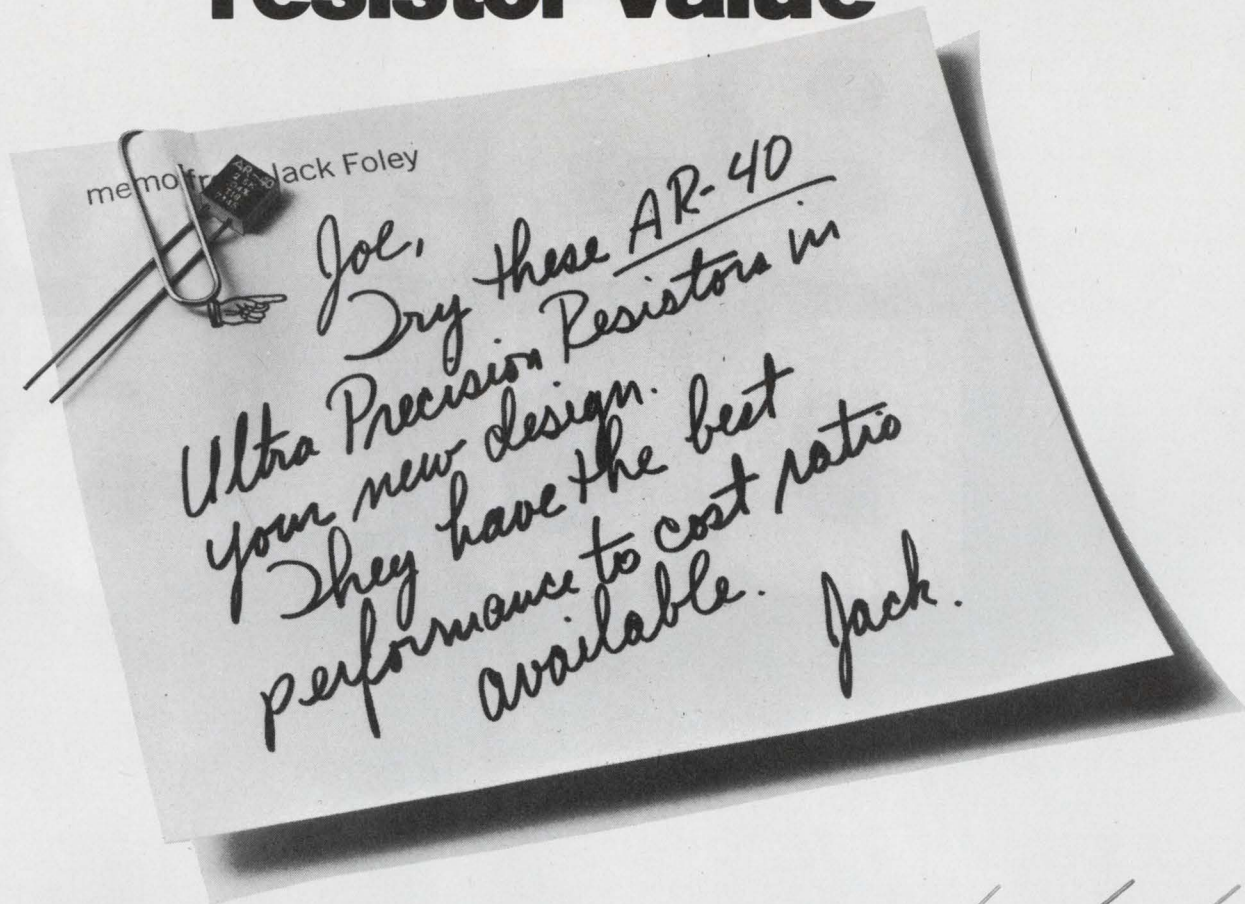 resistor value
memo fr Jack Foley
AR-40
Joe,
Try these AR-40
Ultra Precision Resistors in
your new design.
They have the best
performance to cost ratio
available. Jack.